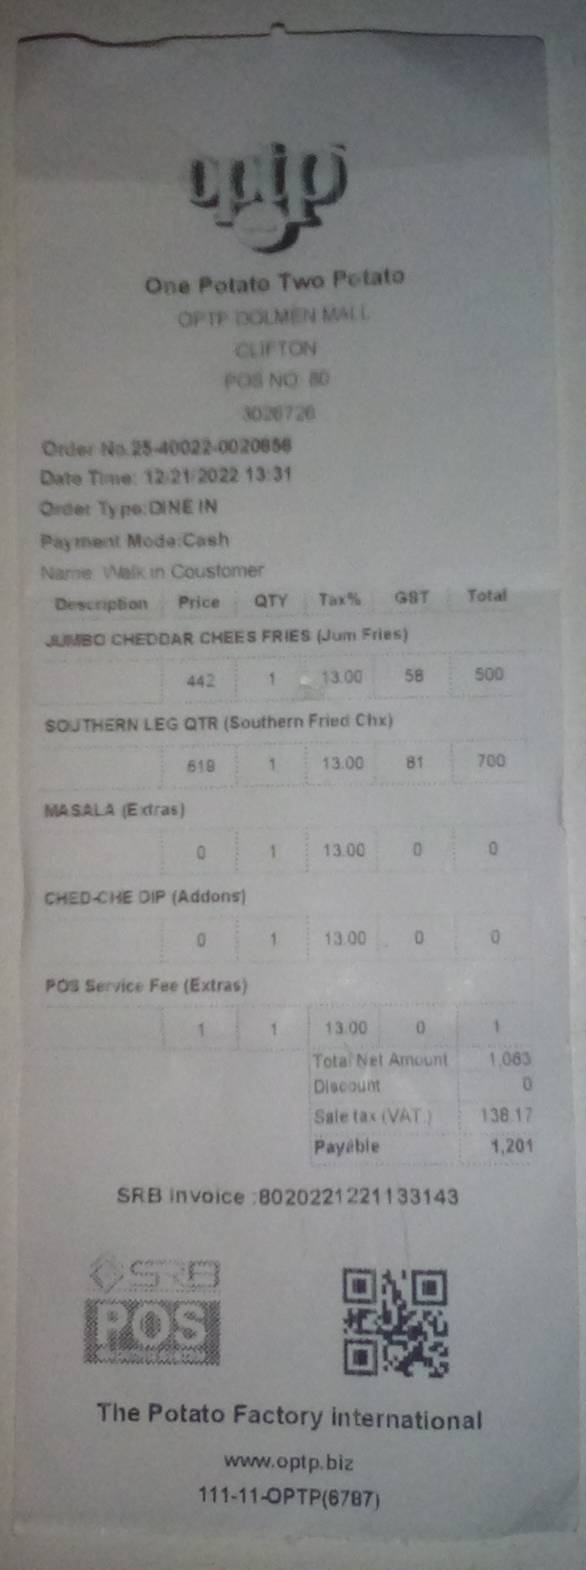 optp
One Potato Two Potato
OPTP DOLMEN MALL
CLIFTON
POS NO: 80
3026726
Order No.25-40022-0020856
Date Time: 12/21/2022 13:31
Order Type:DINE IN
Payment Mode:Cash
Name: Walk in Coustomer
Description Price QTY Tax% GST Total
JUMBO CHEDDAR CHEES FRIES (Jum Fries)
442 1 13.00 58 500
SOUTHERN LEG QTR (Southern Fried Chx)
619 1 13.00 81 700
MASALA (Extras)
0 1 13.00 0 0
CHED-CHE DIP (Addons)
0 1 13.00 0 0
POS Service Fee (Extras)
1 1 13.00 0 1
Total Net Amount 1,063
Discount 0
Sale tax (VAT.) 138.17
Payable 1,201
SRB invoice :8020221221133143
SRB
POS
The Potato Factory international
www.optp.biz
111-11-OPTP(6787)